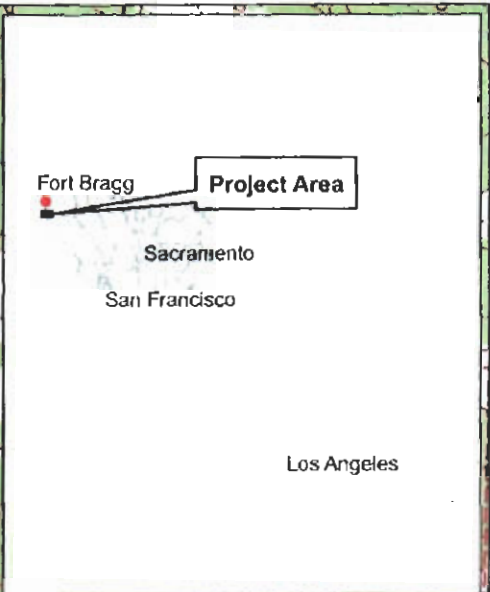 Fort Bragg
Project Area
Sacramento
San Francisco
Los Angeles